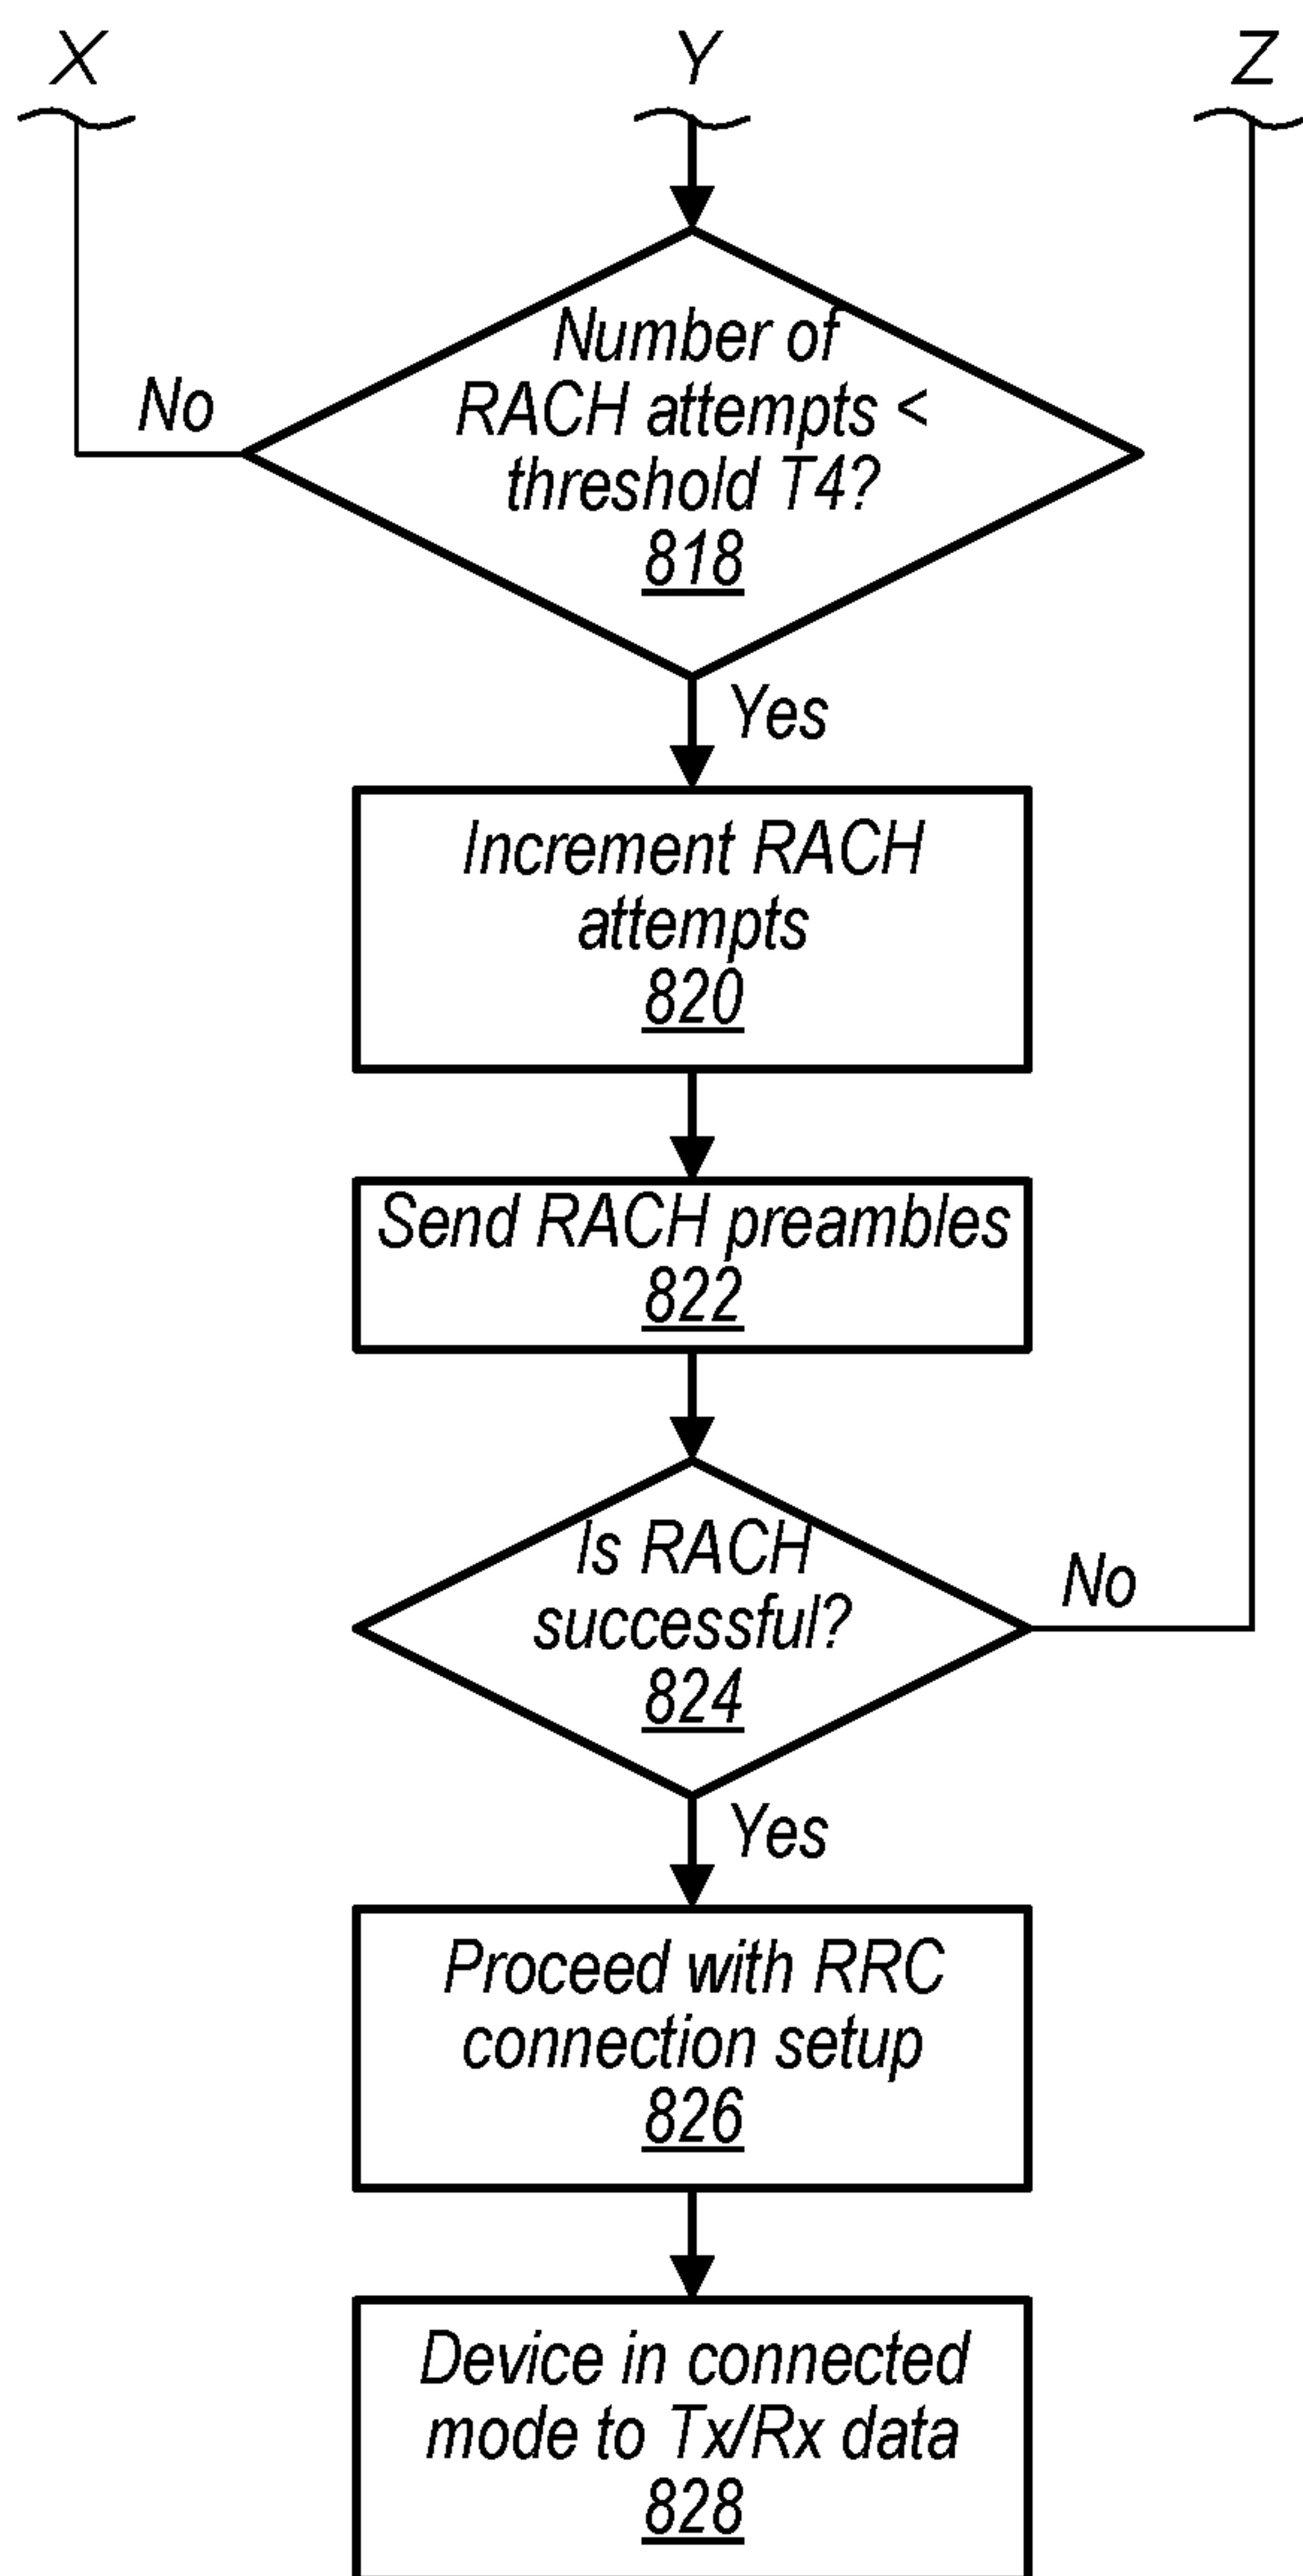 X Y Z
Number of
RACH attempts <
threshold T4?
818
No
Yes
Increment RACH
attempts
820
Send RACH preambles
822
Is RACH
successful?
824
No
Yes
Proceed with RRC
connection setup
826
Device in connected
mode to Tx/Rx data
828